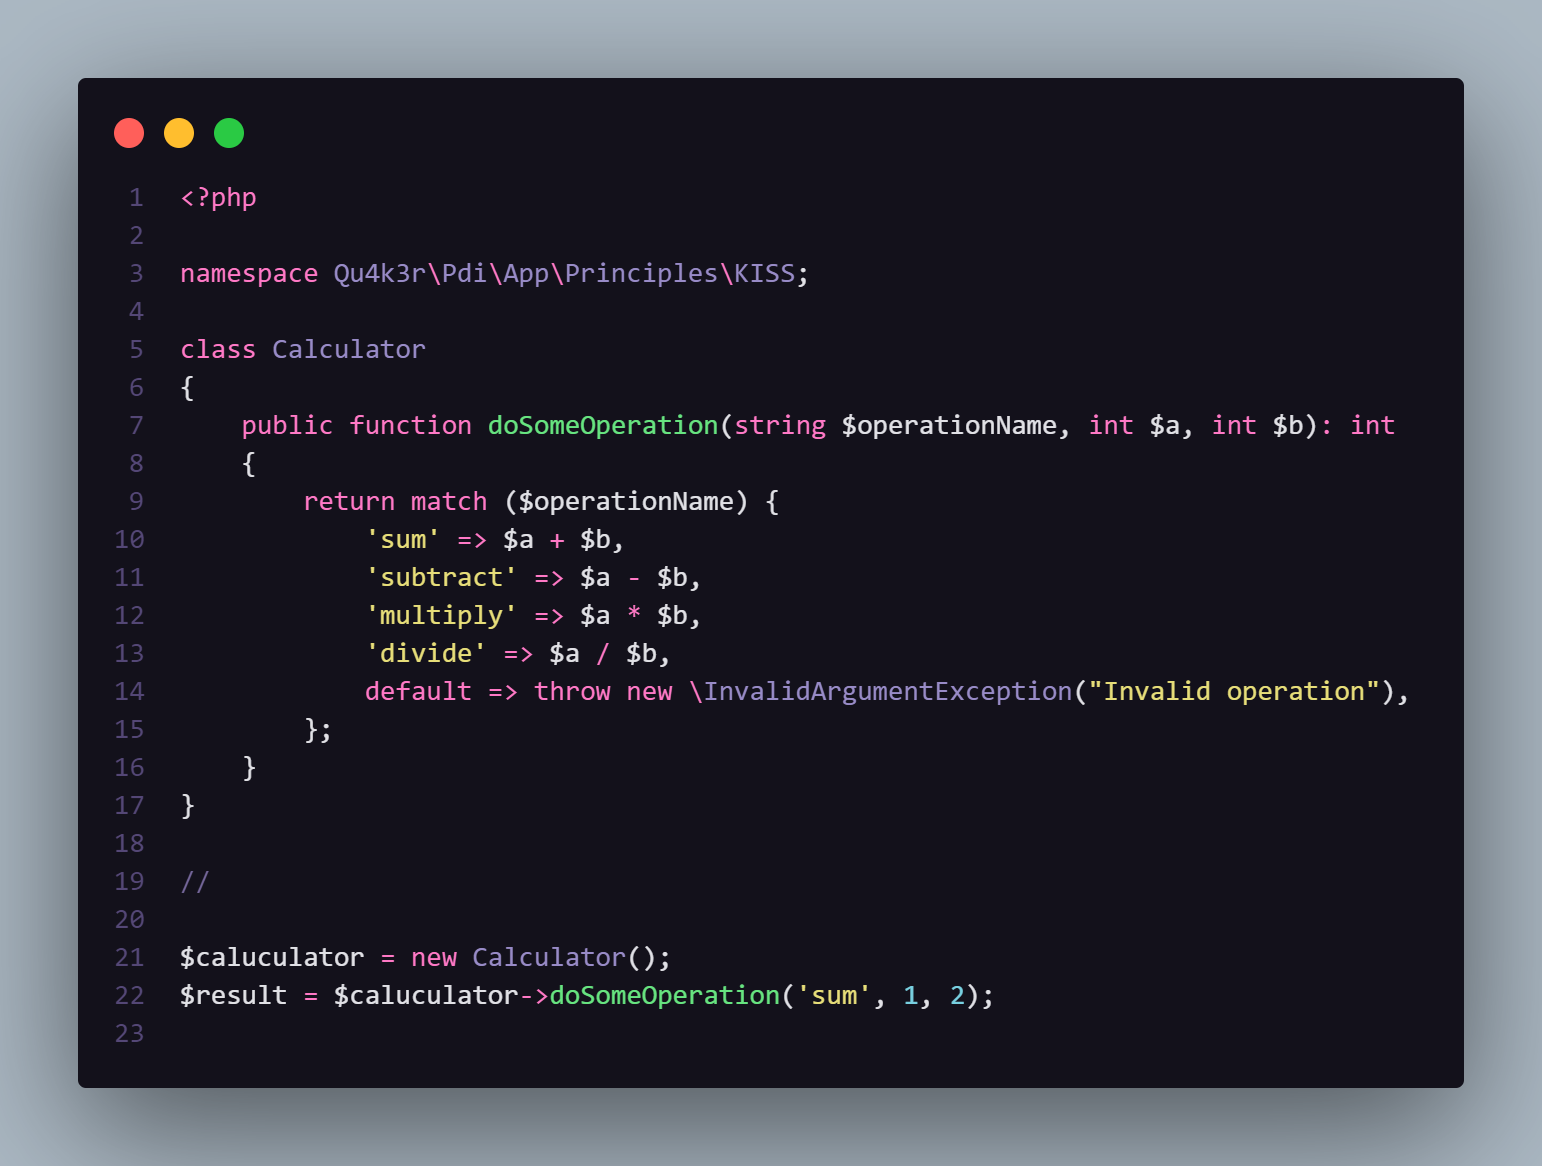 1 <?php
2
3 namespace Qu4k3r\Pdi\App\Principles\KISS;
4
5 class Calculator
6 {
7     public function doSomeOperation(string $operationName, int $a, int $b): int
8     {
9         return match ($operationName) {
10             'sum' => $a + $b,
11             'subtract' => $a - $b,
12             'multiply' => $a * $b,
13             'divide' => $a / $b,
14             default => throw new \InvalidArgumentException("Invalid operation"),
15         };
16     }
17 }
18
19 //
20
21 $caluculator = new Calculator();
22 $result = $caluculator->doSomeOperation('sum', 1, 2);
23